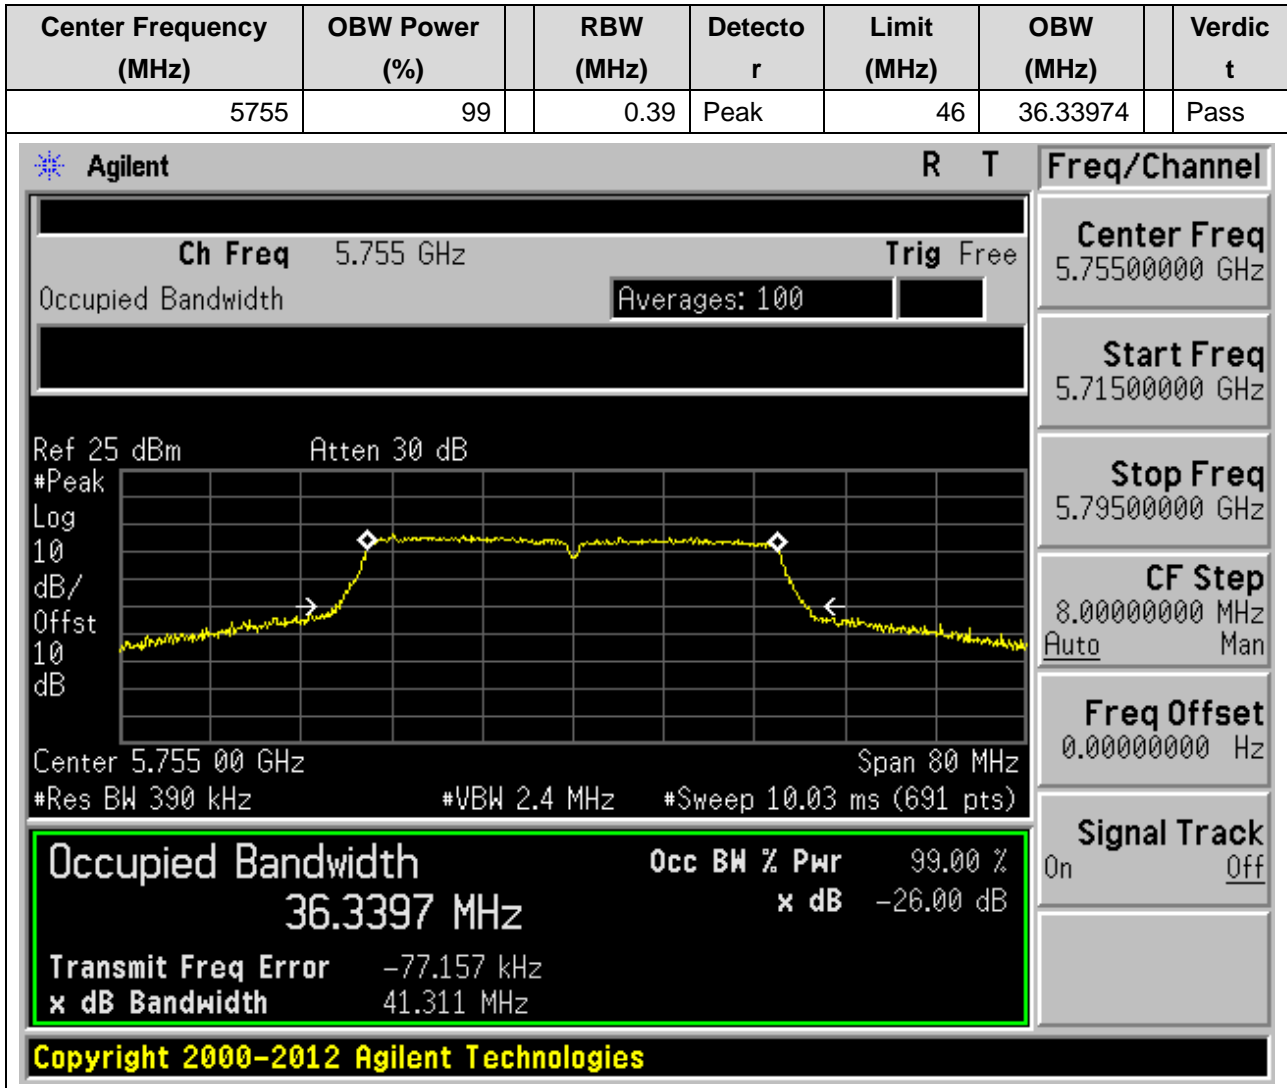 Center Frequency OBW Power RBW Detecto Limit OBW Verdic
(MHz) (%) (MHz) r (MHz) (MHz) t
5755 99 0.39 Peak 46 36.33974 Pass
Agilent R T Freq/Channel
Ch Freq 5.755 GHz Trig Free
Occupied Bandwidth Averages: 100
Center Freq
5.75500000 GHz
Start Freq
5.71500000 GHz
Stop Freq
5.79500000 GHz
CF Step
8.00000000 MHz
Auto Man
Freq Offset
0.00000000 Hz
Signal Track
On Off
Ref 25 dBm Atten 30 dB
#Peak
Log
10
dB/
Offst
10
dB
Center 5.755 00 GHz Span 80 MHz
#Res BW 390 kHz #VBW 2.4 MHz #Sweep 10.03 ms (691 pts)
Occupied Bandwidth Occ BW % Pwr 99.00 %
36.3397 MHz x dB -26.00 dB
Transmit Freq Error -77.157 kHz
x dB Bandwidth 41.311 MHz
Copyright 2000-2012 Agilent Technologies